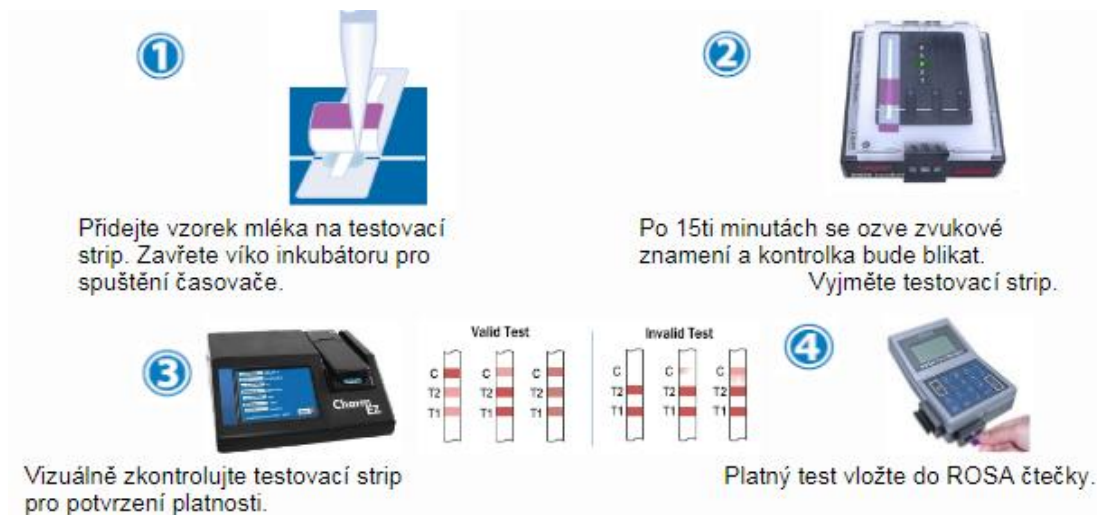 1
2
Přidejte vzorek mléka na testovací
strip. Zavřete víko inkubátoru pro
spuštění časovače.
Po 15ti minutách se ozve zvukové
znamení a kontrolka bude blikat.
Vyjměte testovací strip.
3
Charm
EZ
Valid Test
C C C
T2 T2 T2
T1 T1 T1
Invalid Test
C C C
T2 T2 T2
T1 T1 T1
4
Vizuálně zkontrolujte testovací strip
pro potvrzení platnosti.
Platný test vložte do ROSA čtečky.